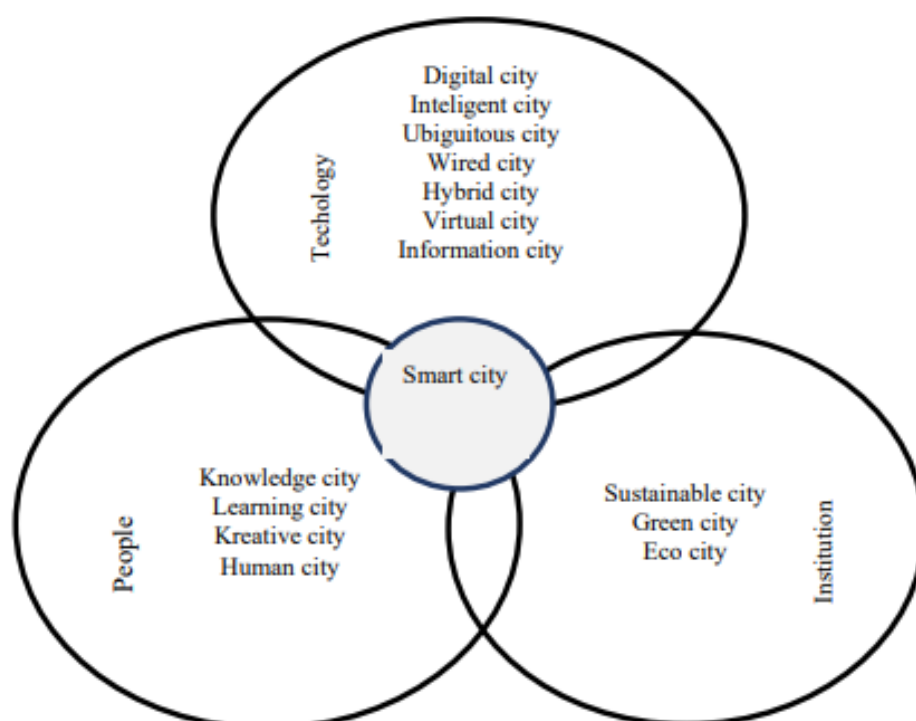 Digital city
Inteligent city
Ubiguitous city
Wired city
Hybrid city
Virtual city
Information city
Techology
Smart city
Knowledge city
Learning city
Kreative city
Human city
People
Sustainable city
Green city
Eco city
Institution